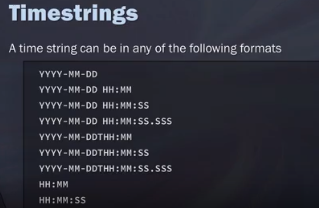 Timestrings
A time string can be in any of the following formats
YYYY-MM-DD
YYYY-MM-DD HH:MM
YYYY-MM-DD HH:MM:SS
YYYY-MM-DD HH:MM:SS.SSS
YYYY-MM-DDTHH:MM
YYYY-MM-DDTHH:MM:SS
YYYY-MM-DDTHH:MM:SS.SSS
HH:MM
HH:MM:SS